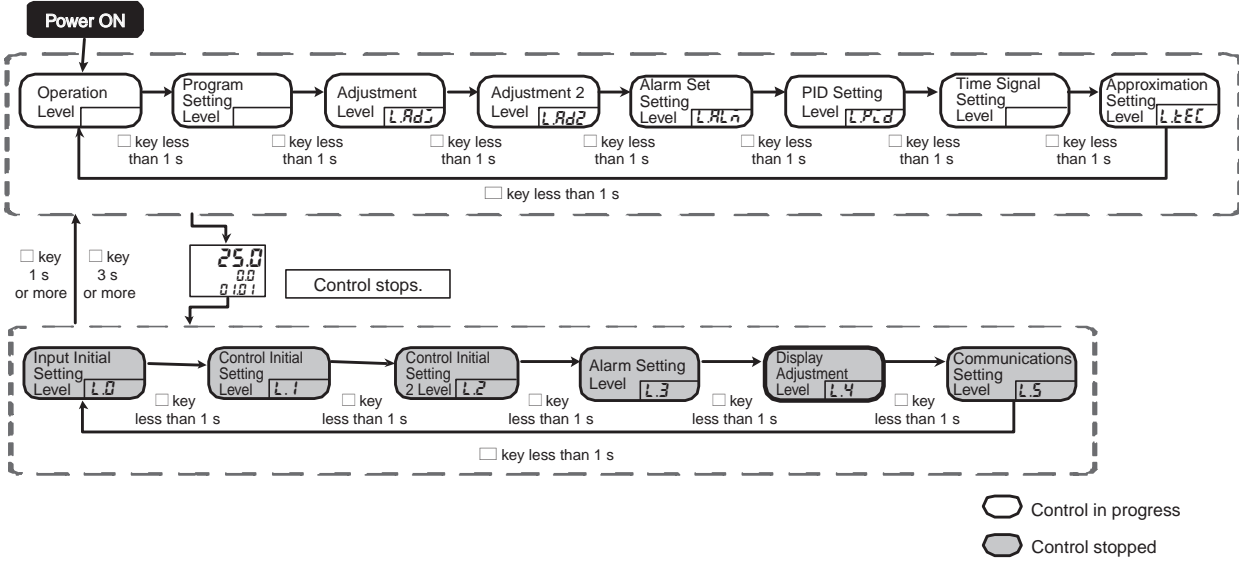 Power ON
Operation
Level
Program
Setting
Level
Adjustment
Level L.AdJ
Adjustment 2
Level L.Ad2
Alarm Set
Setting
Level L.ALM
PID Setting
Level L.PId
Time Signal
Setting
Level
Approximation
Setting
Level L.tEC
□ key less
than 1 s
□ key less
than 1 s
□ key less
than 1 s
□ key less
than 1 s
□ key less
than 1 s
□ key less
than 1 s
□ key less
than 1 s
□ key less than 1 s
□ key
1 s
or more
□ key
3 s
or more
25.0
0.0
01.01
Control stops.
Input Initial
Setting
Level L.0
Control Initial
Setting
Level L.1
Control Initial
Setting
2 Level L.2
Alarm Setting
Level L.3
Display
Adjustment
Level L.4
Communications
Setting
Level L.5
□ key
less than 1 s
□ key
less than 1 s
□ key
less than 1 s
□ key
less than 1 s
□ key
less than 1 s
□ key less than 1 s
Control in progress
Control stopped